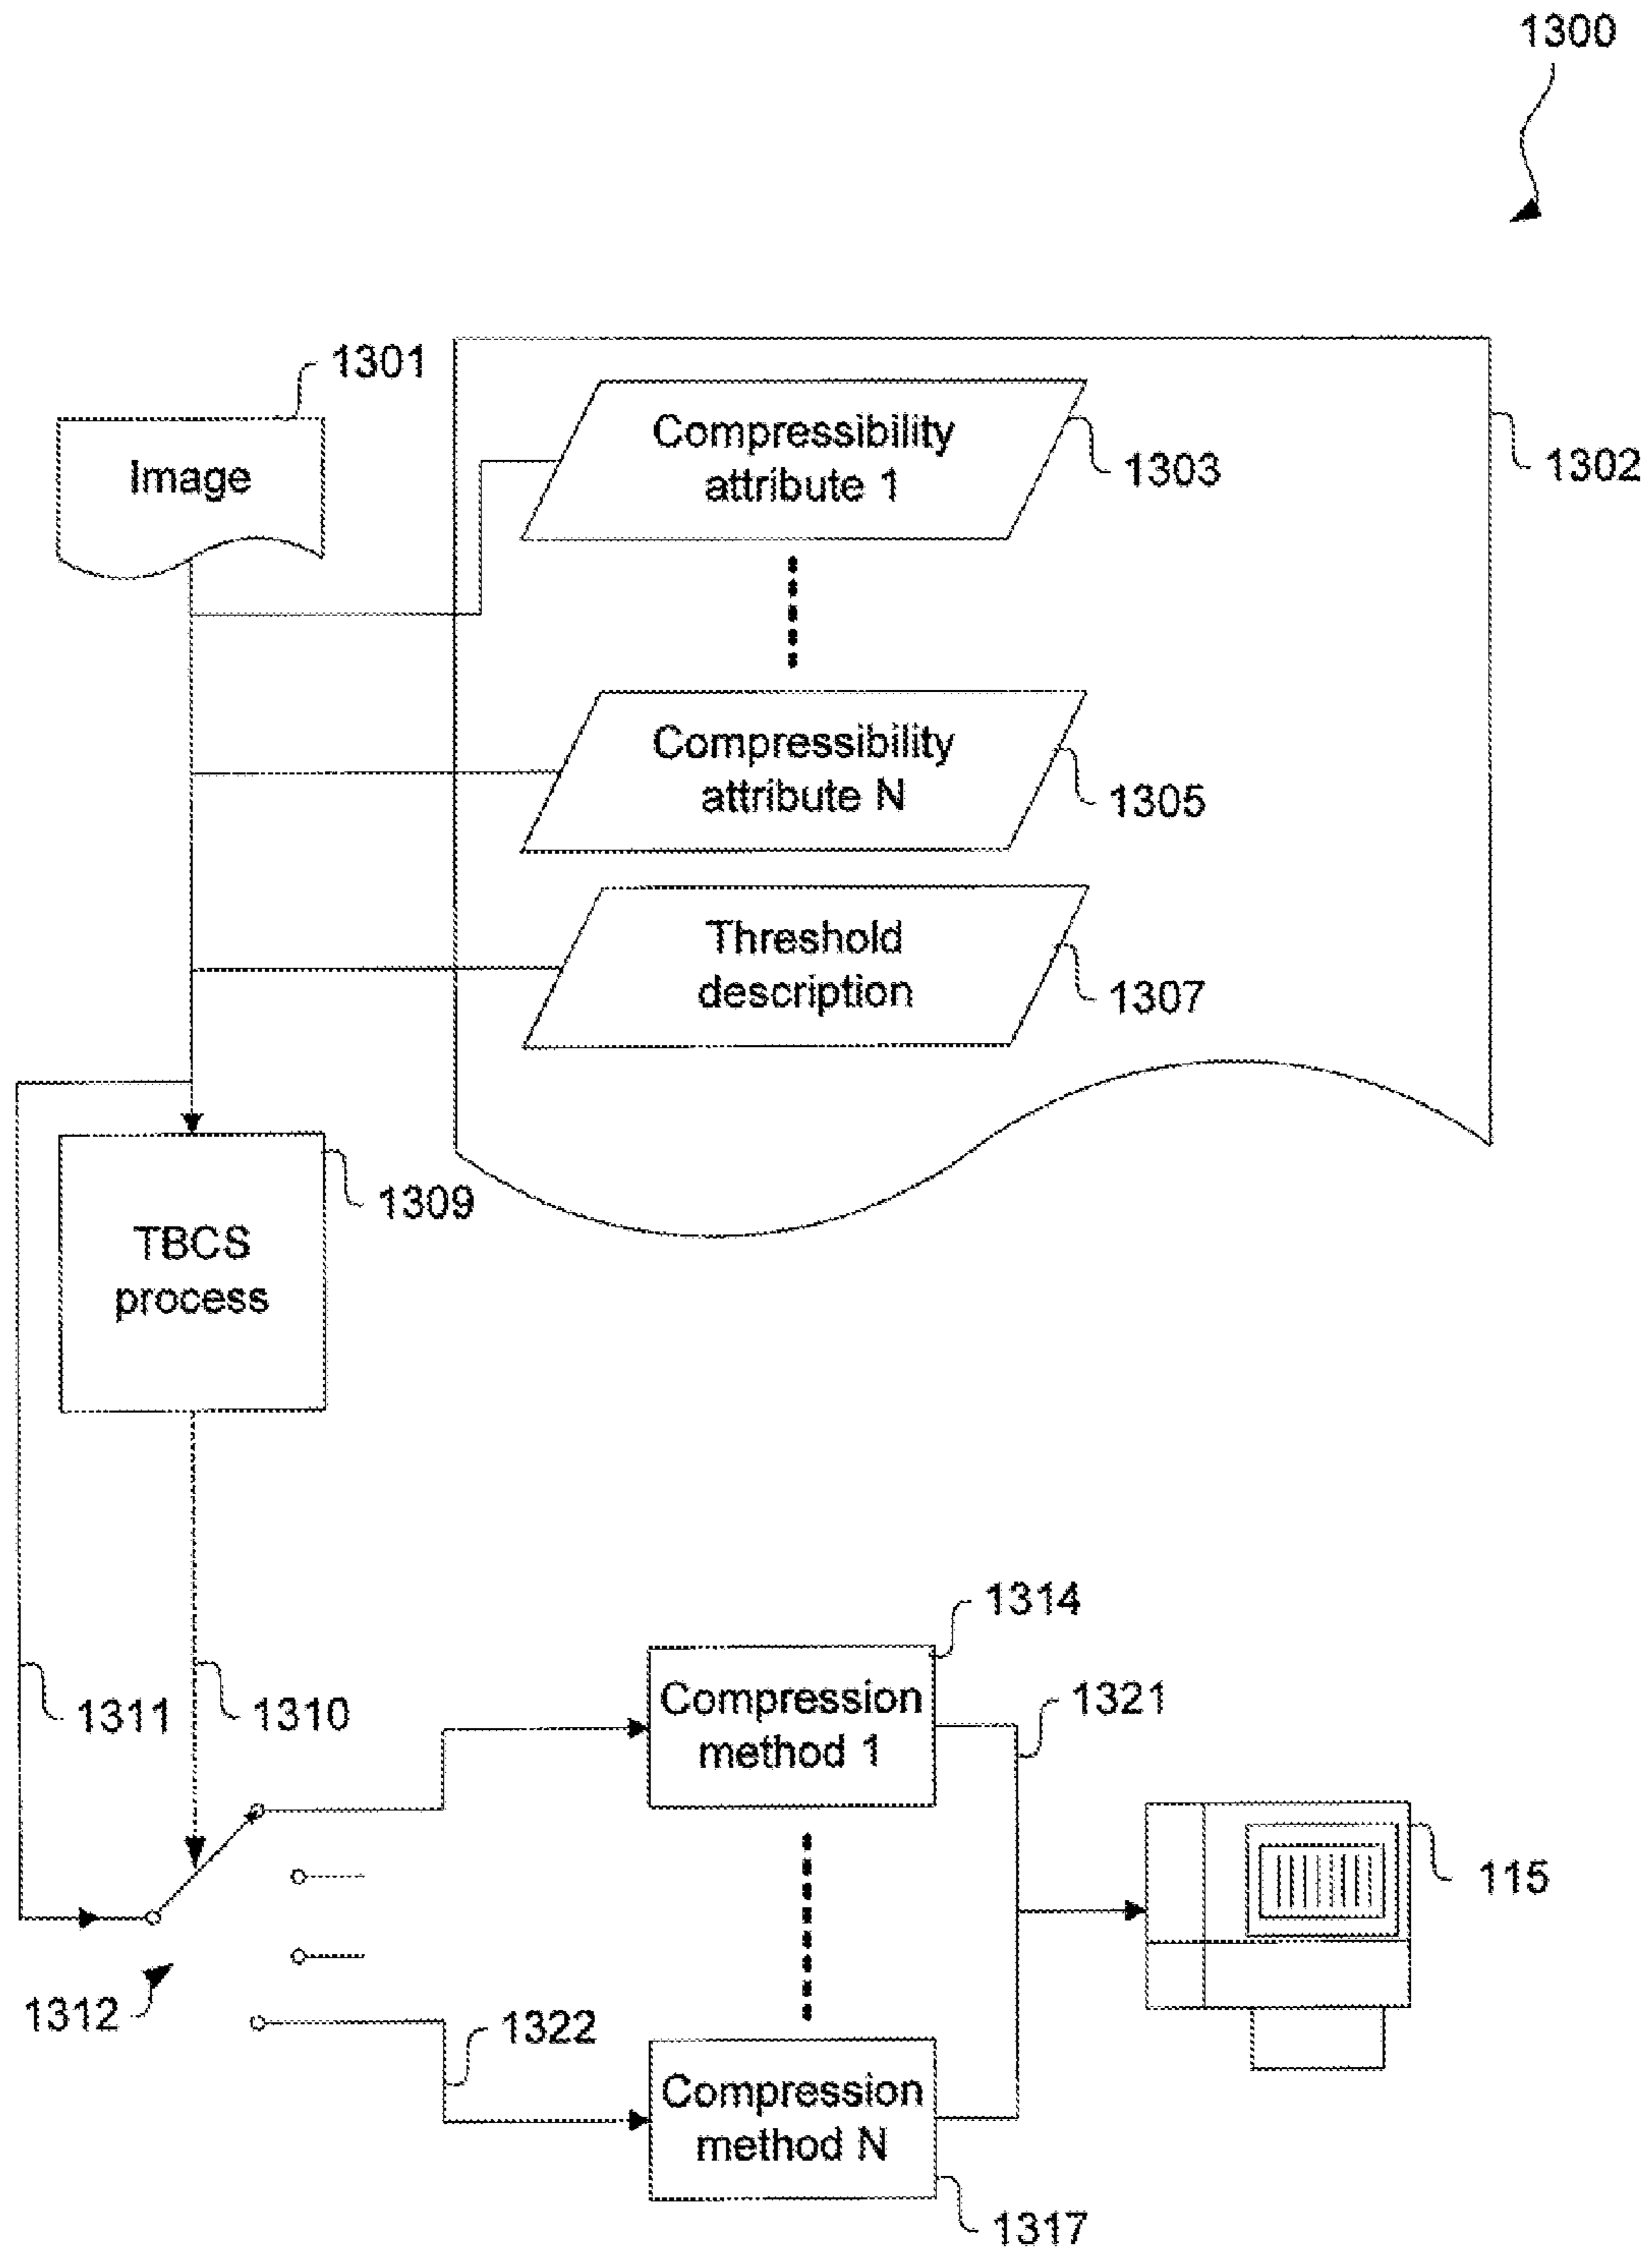 1300
1301
Image
Compressibility
attribute 1
1303
1302
Compressibility
attribute N
1305
Threshold
description
1307
1309
TBCS
process
1314
Compression
method 1
1321
1311
1310
115
1312
1322
Compression
method N
1317